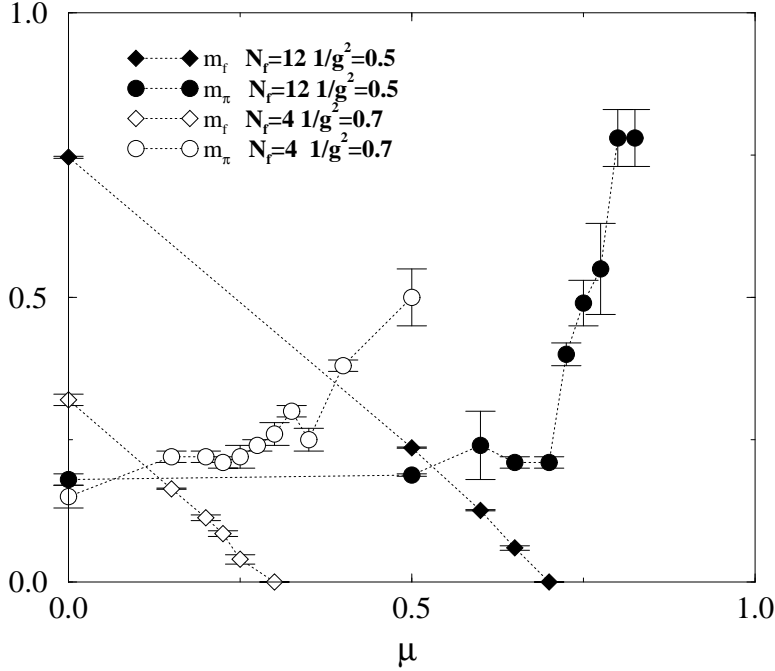 1.0
m_f N_f=12 1/g^2=0.5
m_π N_f=12 1/g^2=0.5
m_f N_f=4 1/g^2=0.7
m_π N_f=4 1/g^2=0.7
0.5
0.0
0.0 0.5 1.0
μ